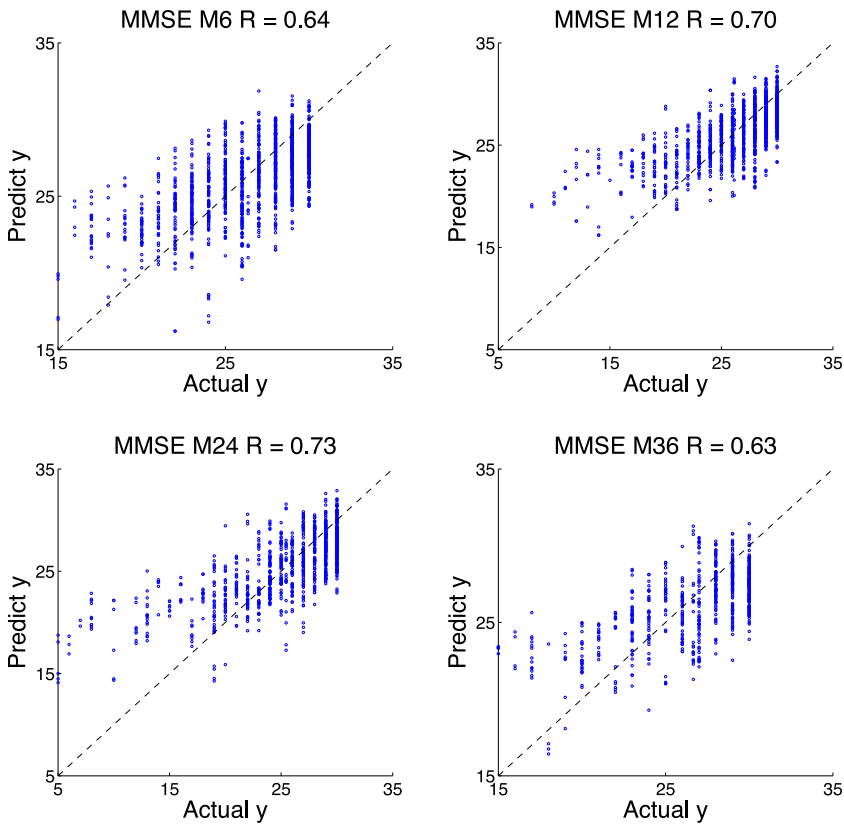 MMSE M6 R = 0.64
35
25
15
Predict y
15 25 35
Actual y
MMSE M12 R = 0.70
35
25
15
5
Predict y
5 15 25 35
Actual y
MMSE M24 R = 0.73
35
25
15
5
Predict y
5 15 25 35
Actual y
MMSE M36 R = 0.63
35
25
15
Predict y
15 25 35
Actual y